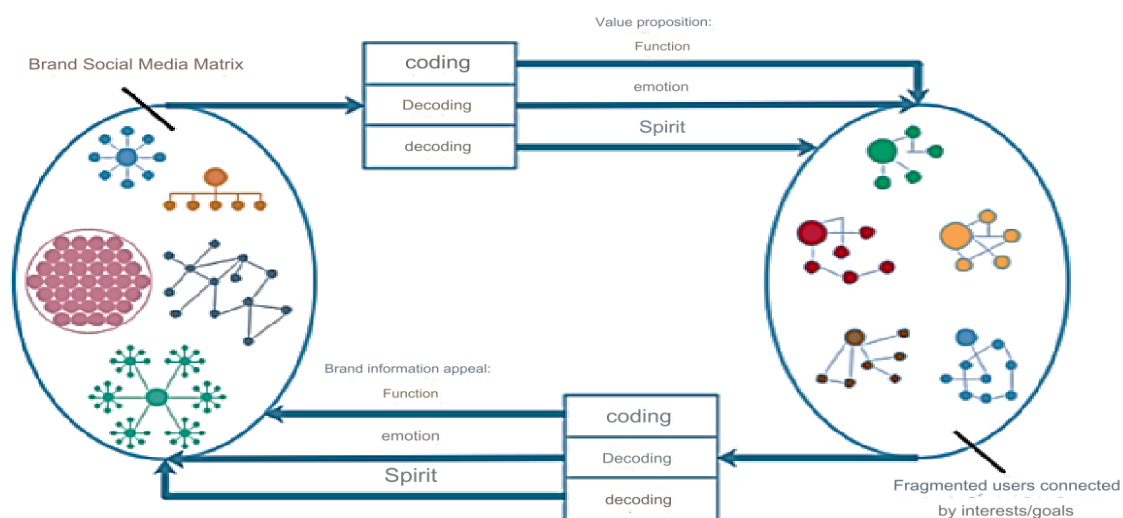 Value proposition:
Function
Brand Social Media Matrix
coding
emotion
Decoding
Spirit
decoding
Brand information appeal:
Function
coding
emotion
Decoding
Spirit
decoding
Fragmented users connected
by interests/goals